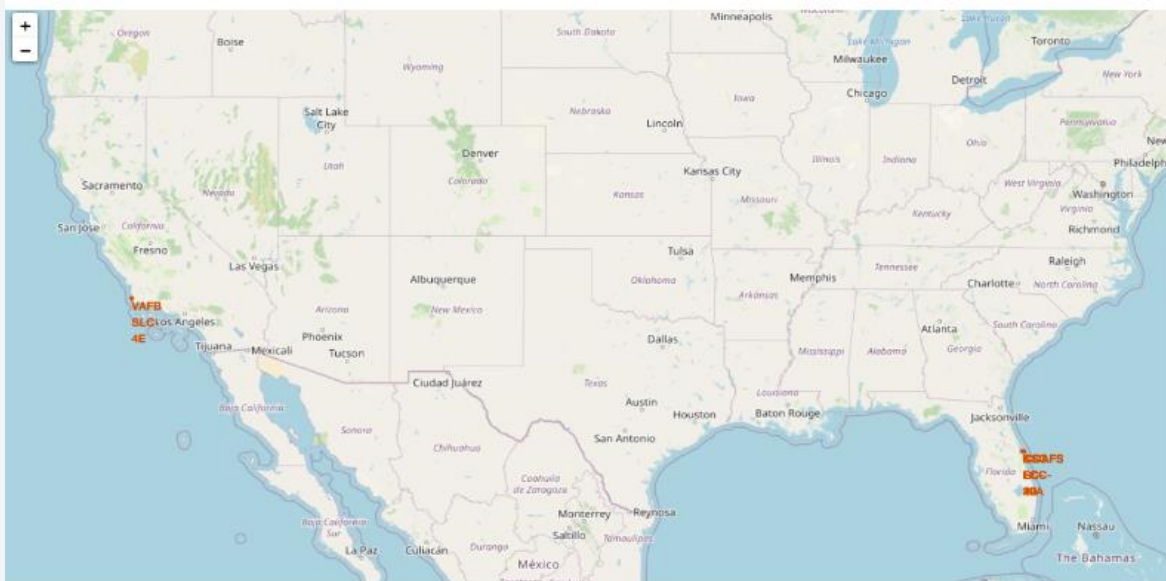 +
−
Minneapolis
Oregon
Boise
South Dakota
Lake Michigan
Toronto
Wyoming
Milwaukee
Detroit
New York
Chicago
Iowa
Salt Lake
City
Nebraska
Lincoln
Pennsylvania
Utah
Denver
Illinois
Indiana
Ohio
Philadelph
Sacramento
Nevada
Colorado
Kansas City
West Virginia
Washington
Kansas
Missouri
Virginia
San Jose
California
Kentucky
Richmond
Fresno
Las Vegas
Tulsa
Raleigh
Albuquerque
Oklahoma
Memphis
Tennessee
Charlotte
North Carolina
VAFB
SLC-
4E
Los Angeles
Arizona
New Mexico
Arkansas
South Carolina
Phoenix
Atlanta
Tijuana
Mexicali
Tucson
Dallas
Mississippi
Alabama
Georgia
Ciudad Juárez
Texas
Louisiana
Baja California
Austin
Houston
Baton Rouge
Jacksonville
Sonora
Chihuahua
San Antonio
Florida
Coahuila
de Zaragoza
Monterrey
Reynosa
Miami
Nassau
Baja California
Sur
Saltillo
La Paz
Culiacán
Durango
Tamaulipas
The Bahamas
México